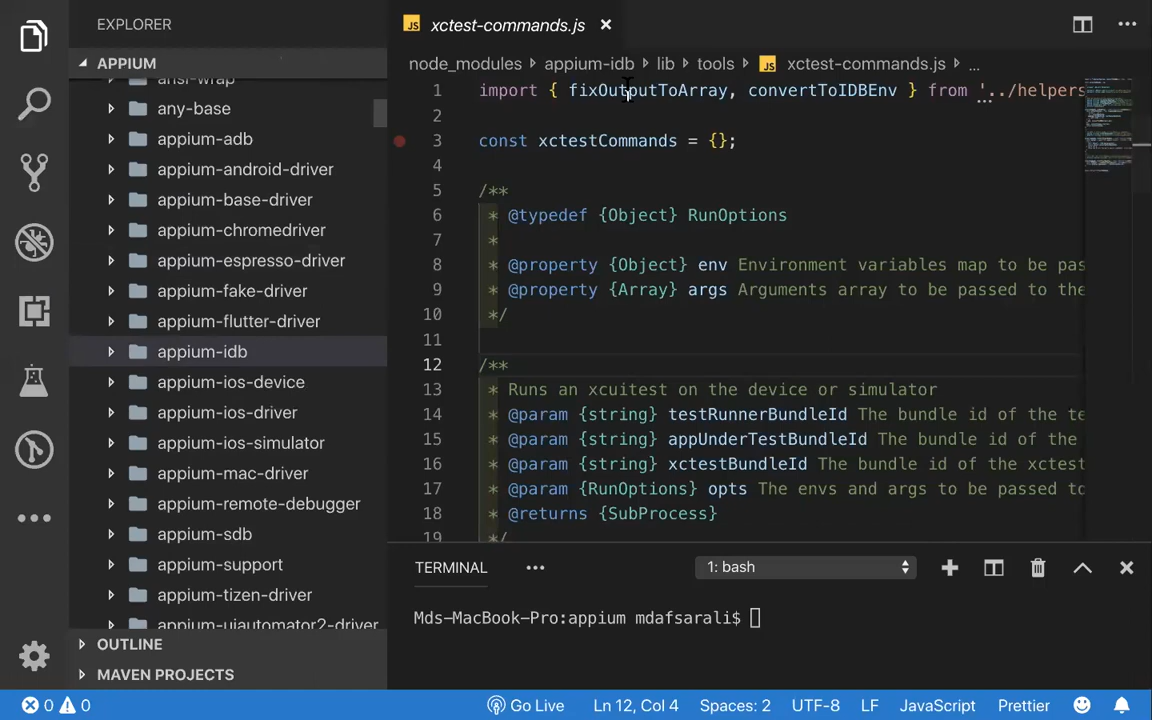 EXPLORER
APPIUM
ansi-wrap
any-base
appium-adb
appium-android-driver
appium-base-driver
appium-chromedriver
appium-espresso-driver
appium-fake-driver
appium-flutter-driver
appium-idb
appium-ios-device
appium-ios-driver
appium-ios-simulator
appium-mac-driver
appium-remote-debugger
appium-sdb
appium-support
appium-tizen-driver
appium-uiautomator2-driver
OUTLINE
MAVEN PROJECTS
JS xctest-commands.js
node_modules appium-idb lib tools JS xctest-commands.js ...
1 import { fixOutputToArray, convertToIDBEnv } from '../helpers
2
3 const xctestCommands = {};
4
5 /**
6 * @typedef {Object} RunOptions
7 *
8 * @property {Object} env Environment variables map to be pas
9 * @property {Array} args Arguments array to be passed to the
10 */
11
12 /**
13 * Runs an xcuitest on the device or simulator
14 * @param {string} testRunnerBundleId The bundle id of the te
15 * @param {string} appUnderTestBundleId The bundle id of the
16 * @param {string} xctestBundleId The bundle id of the xctest
17 * @param {RunOptions} opts The envs and args to be passed to
18 * @returns {SubProcess}
19 */
TERMINAL 1: bash
Mds-MacBook-Pro:appium mdafsarali$
0 0 Go Live Ln 12, Col 4 Spaces: 2 UTF-8 LF JavaScript Prettier